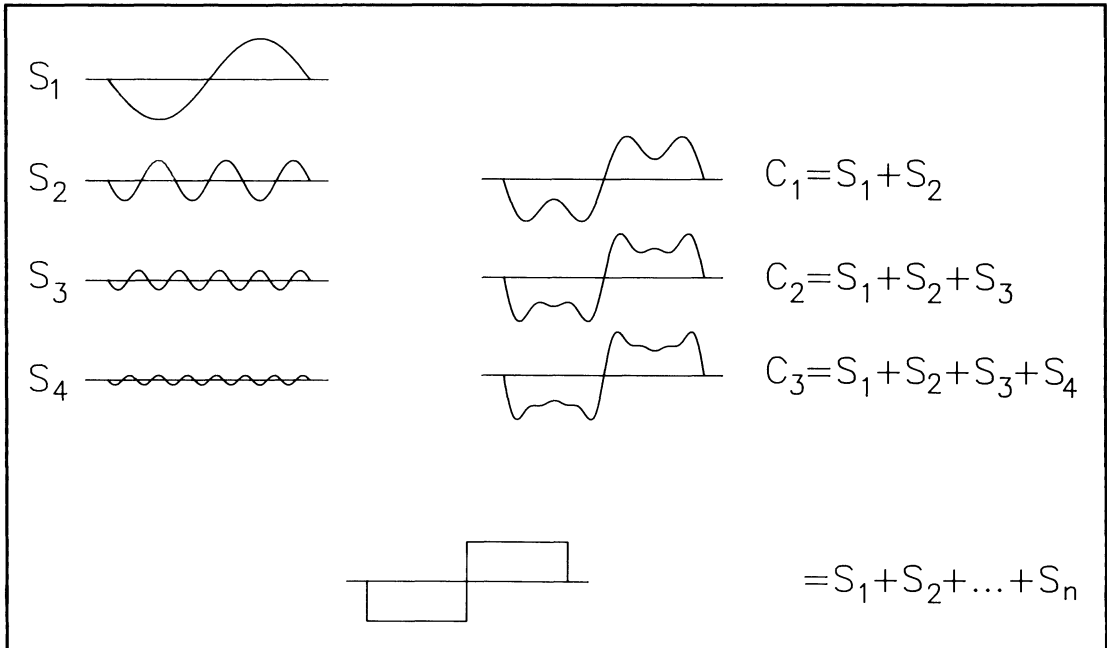 S₁
S₂
C₁=S₁+S₂
S₃
C₂=S₁+S₂+S₃
S₄
C₃=S₁+S₂+S₃+S₄
=S₁+S₂+...+Sₙ